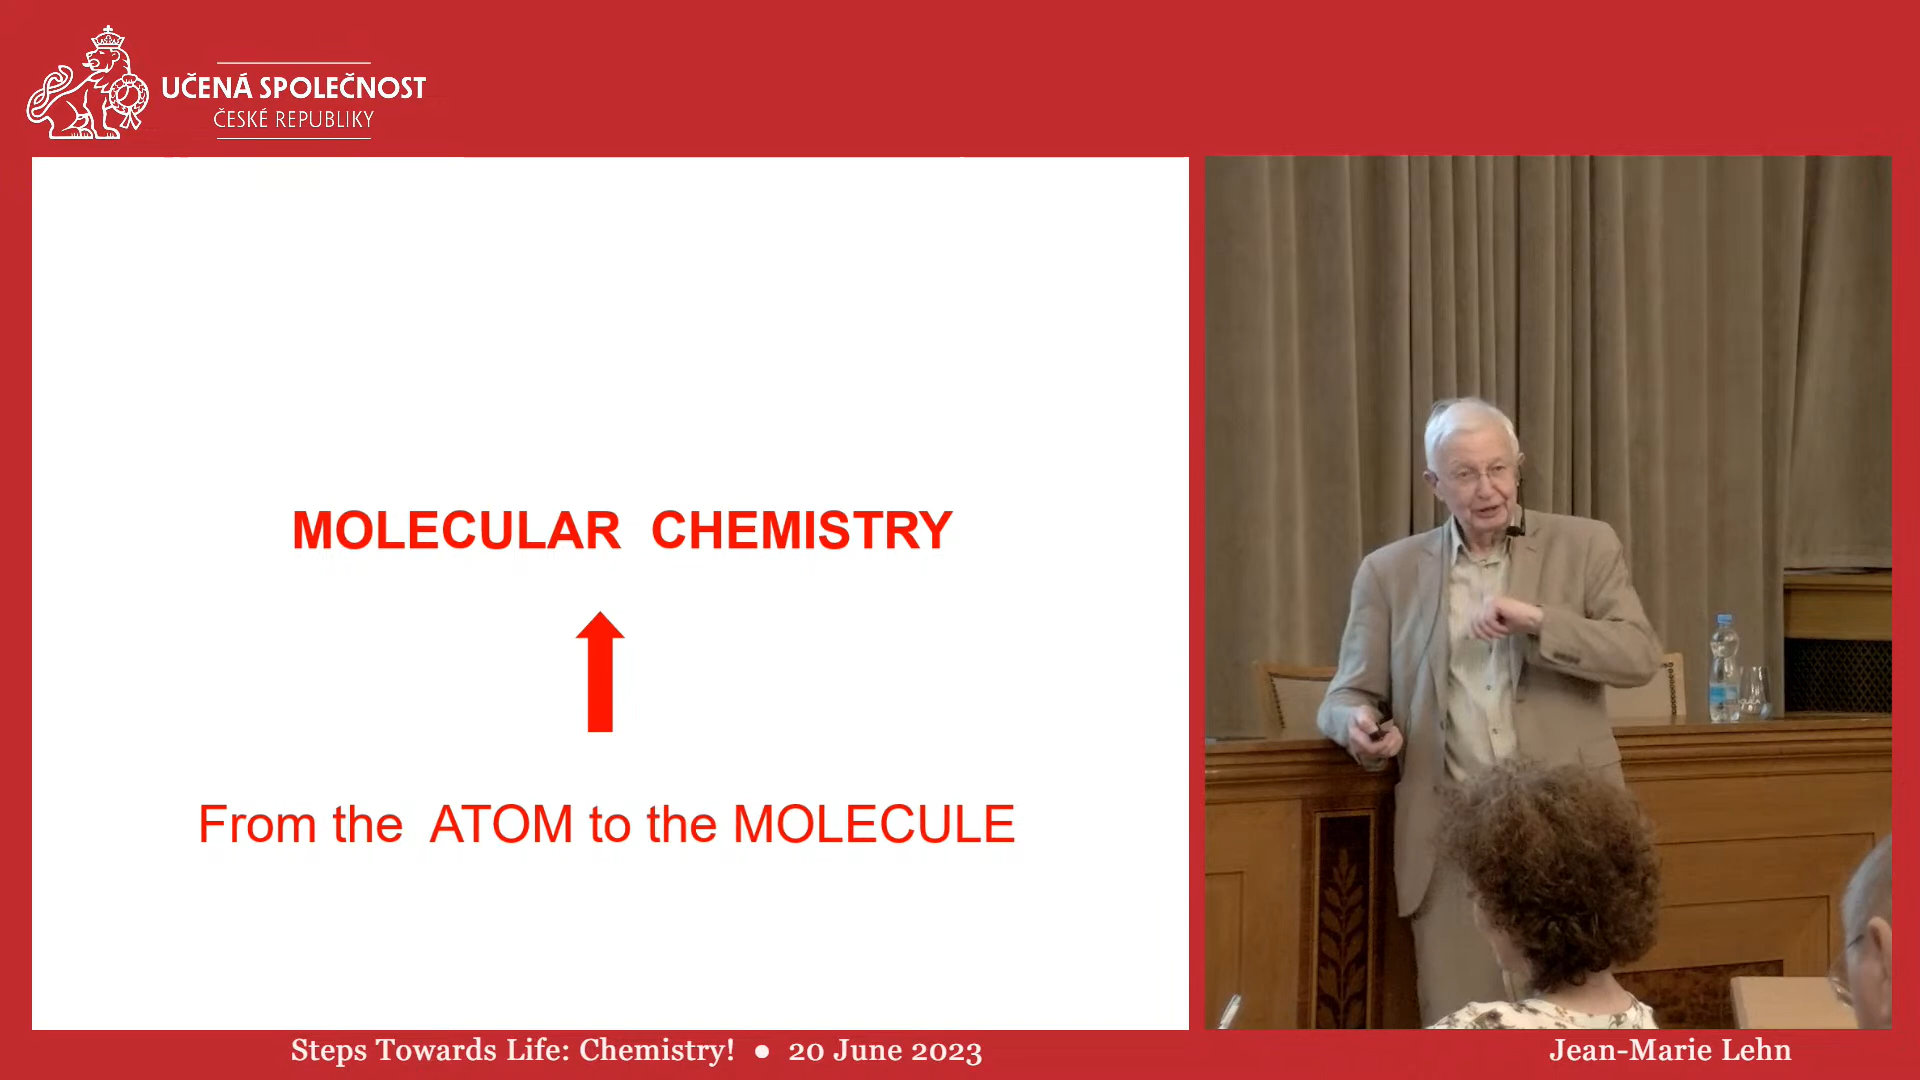 UČENÁ SPOLEČNOST
ČESKÉ REPUBLIKY
MOLECULAR CHEMISTRY
From the ATOM to the MOLECULE
Steps Towards Life: Chemistry! ● 20 June 2023
Jean-Marie Lehn